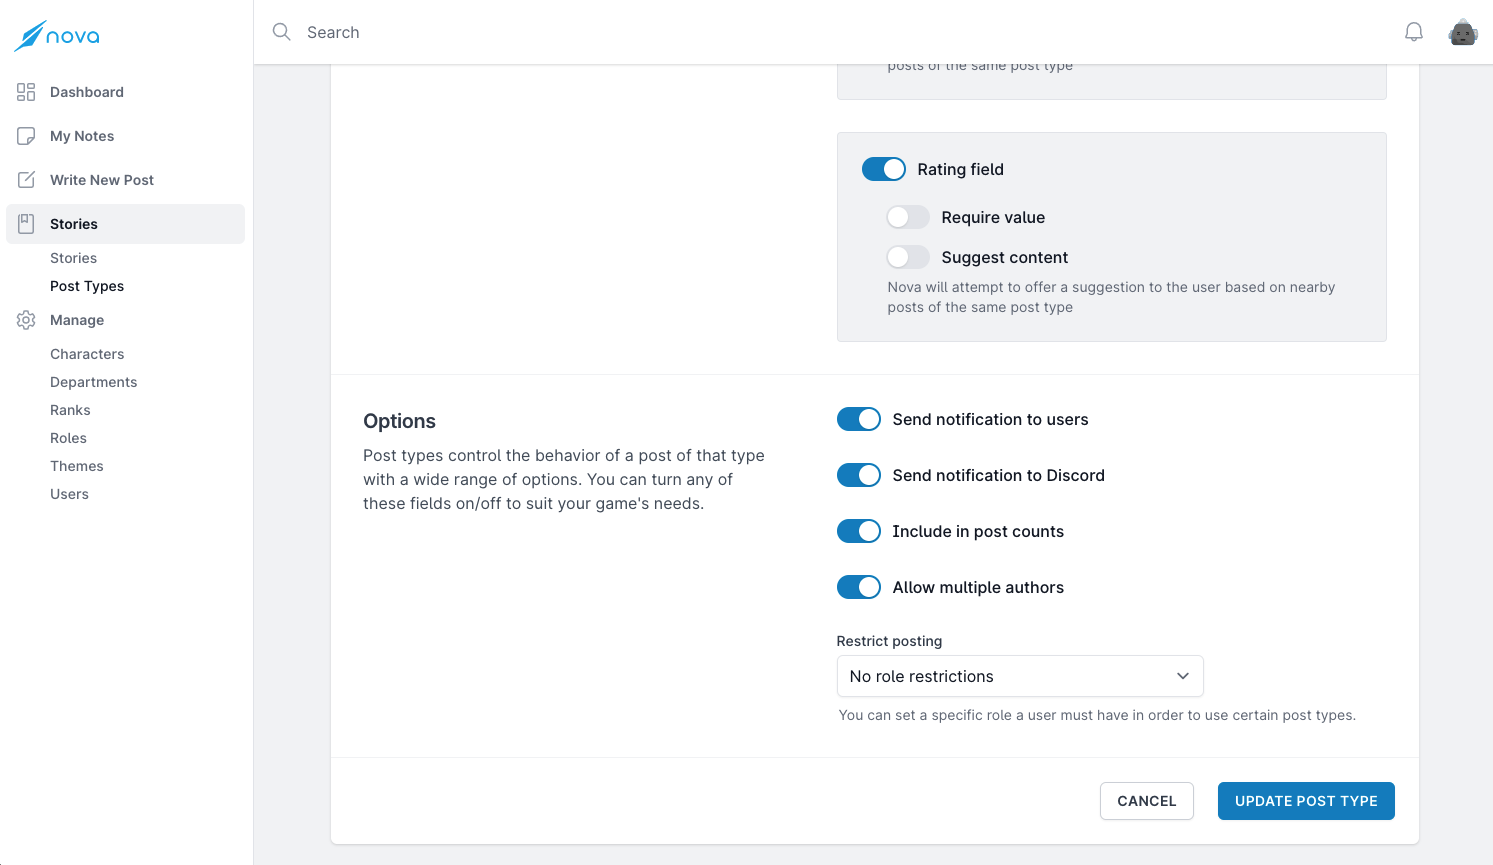 nova
Search
Dashboard
My Notes
Write New Post
Stories
Stories
Post Types
Manage
Characters
Departments
Ranks
Roles
Themes
Users
posts of the same post type
Rating field
Require value
Suggest content
Nova will attempt to offer a suggestion to the user based on nearby
posts of the same post type
Options
Post types control the behavior of a post of that type
with a wide range of options. You can turn any of
these fields on/off to suit your game's needs.
Send notification to users
Send notification to Discord
Include in post counts
Allow multiple authors
Restrict posting
No role restrictions
You can set a specific role a user must have in order to use certain post types.
CANCEL
UPDATE POST TYPE